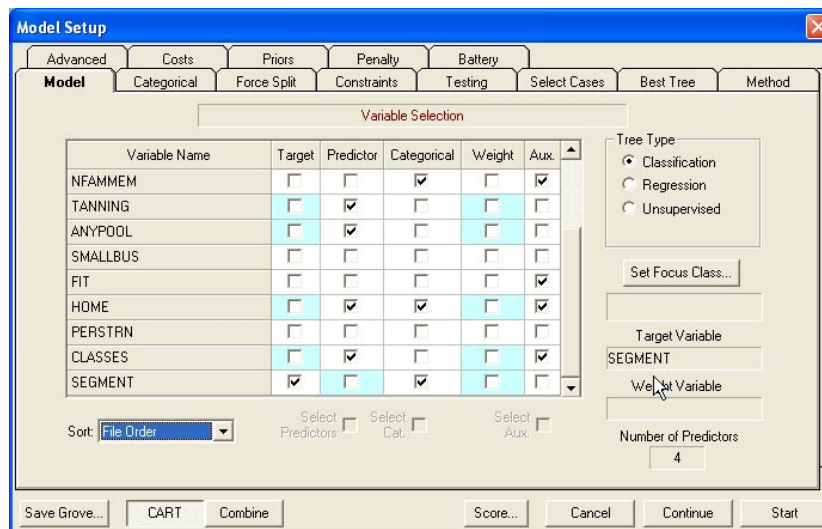 Model Setup
Advanced Costs Priors Penalty Battery
Model Categorical Force Split Constraints Testing Select Cases Best Tree Method
Variable Selection
Variable Name Target Predictor Categorical Weight Aux.
NFAMMEM
TANNING
ANYPOOL
SMALLBUS
FIT
HOME
PERSTRN
CLASSES
SEGMENT
Sort: File Order
Select Predictors
Select Cat.
Select Aux.
Tree Type
Classification
Regression
Unsupervised
Set Focus Class...
Target Variable
SEGMENT
Weight Variable
Number of Predictors
4
Save Grove... CART Combine Score... Cancel Continue Start